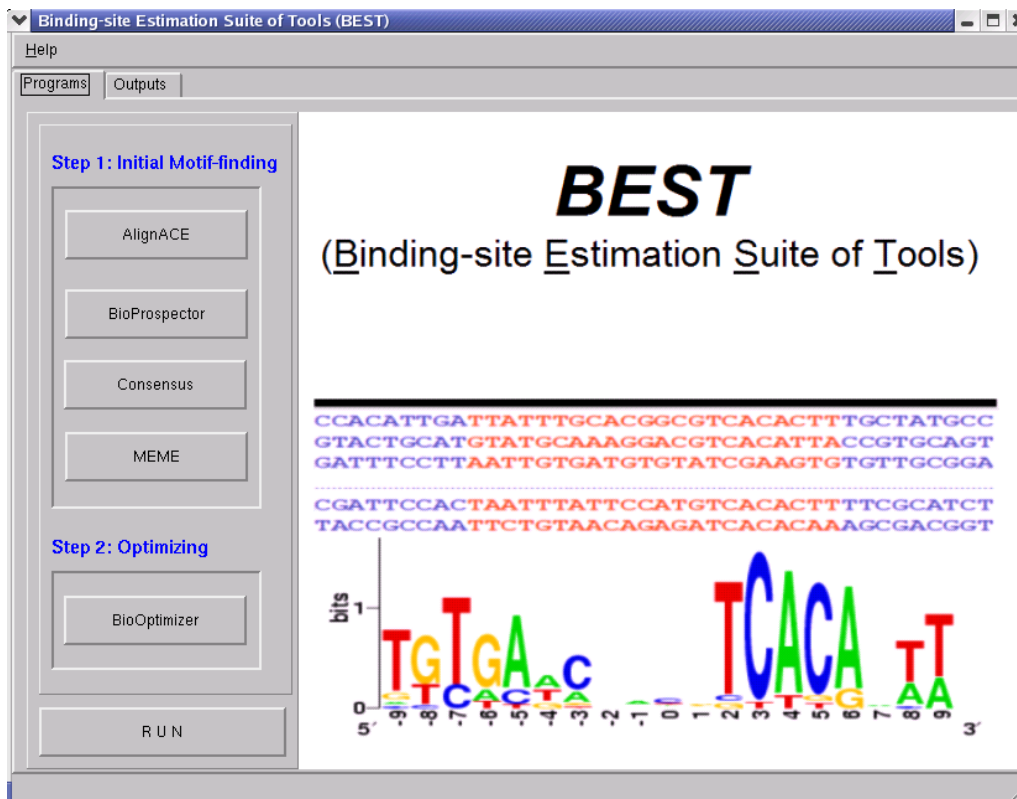 Binding-site Estimation Suite of Tools (BEST)
Help
Programs Outputs
Step 1: Initial Motif-finding
AlignACE
BioProspector
Consensus
MEME
Step 2: Optimizing
BioOptimizer
R U N
BEST
(Binding-site Estimation Suite of Tools)
CCACATTGATTATTTGCACGGCGTCACACTTTGCTATGCC
GTACTGCATGTATGCAAAGGACGTCACATTACCGTGCAGT
GATTTCCTTAATTGTGATGTGTATCGAAGTGTGTTGCGGA
CGATTCCACTAATTTATTCCATGTCACACTTTTCGCATCT
TACCGCCAATTCTGTAACAGAGATCACACAAAGCGACGGT
bits
1
0
TGTGAAC TCACA TT
5´ -9 -8 -7 -6 -5 -4 -3 -2 -1 0 1 2 3 4 5 6 7 8 9 3´